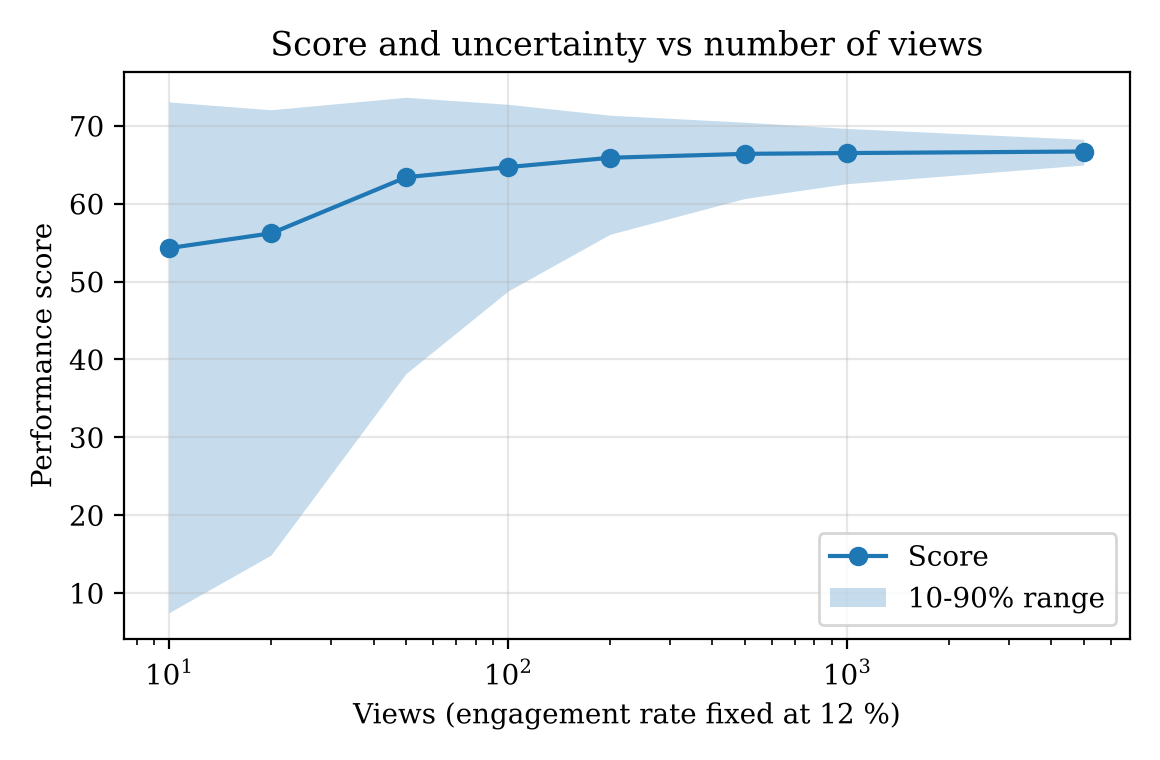 Score and uncertainty vs number of views
Performance score
70
60
50
40
30
20
10
Score
10-90% range
10¹
10²
10³
Views (engagement rate fixed at 12 %)